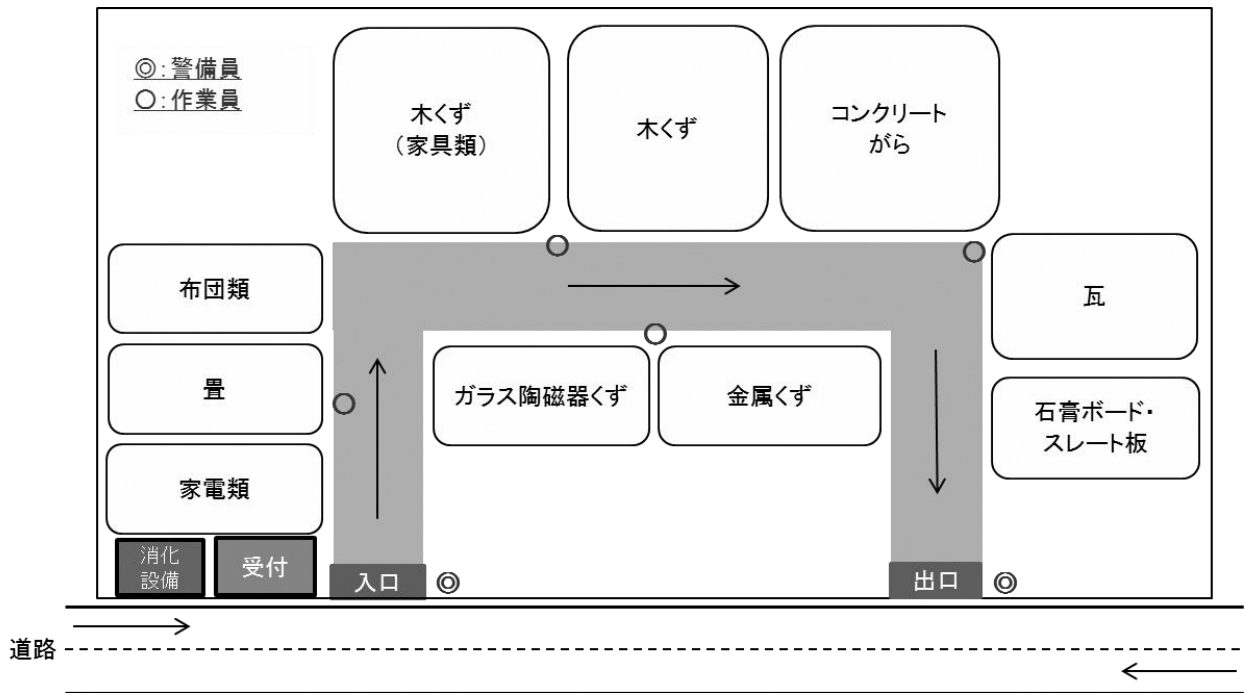 ◎:警備員
○:作業員
木くず
（家具類）
木くず
コンクリート
がら
布団類
瓦
畳
ガラス陶磁器くず
金属くず
石膏ボード・
スレート板
家電類
消化
設備
受付
入口
出口
道路